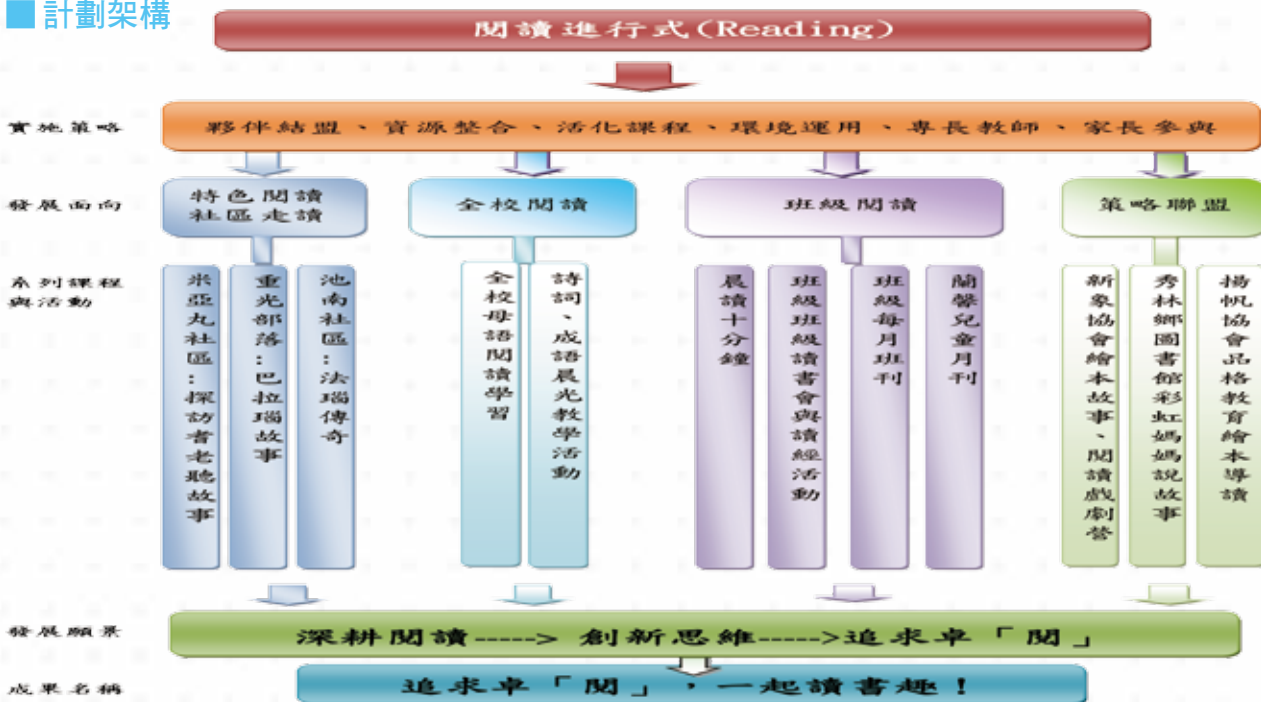 計劃架構
閱讀進行式(Reading)
實施策略
夥伴結盟、資源整合、活化課程、環境運用、專長教師、家長參與
發展面向
特色閱讀
社區走讀
全校閱讀
班級閱讀
策略聯盟
系列課程
與活動
米亞丸社區:探訪者老聽故事
重光部落:巴拉瑙故事
池南社區:法瑙傳奇
全校母語閱讀學習
詩詞、成語晨光教學活動
晨讀十分鐘
班級班級讀書會與讀經活動
班級每月班刊
蘭馨兒童月刊
新象協會繪本故事、閱讀戲劇營
秀林鄉圖書館彩虹媽媽說故事
揚帆協會品格教育繪本導讀
發展願景
深耕閱讀-----> 創新思維----->追求卓「閱」
成果名稱
追求卓「閱」,一起讀書趣!